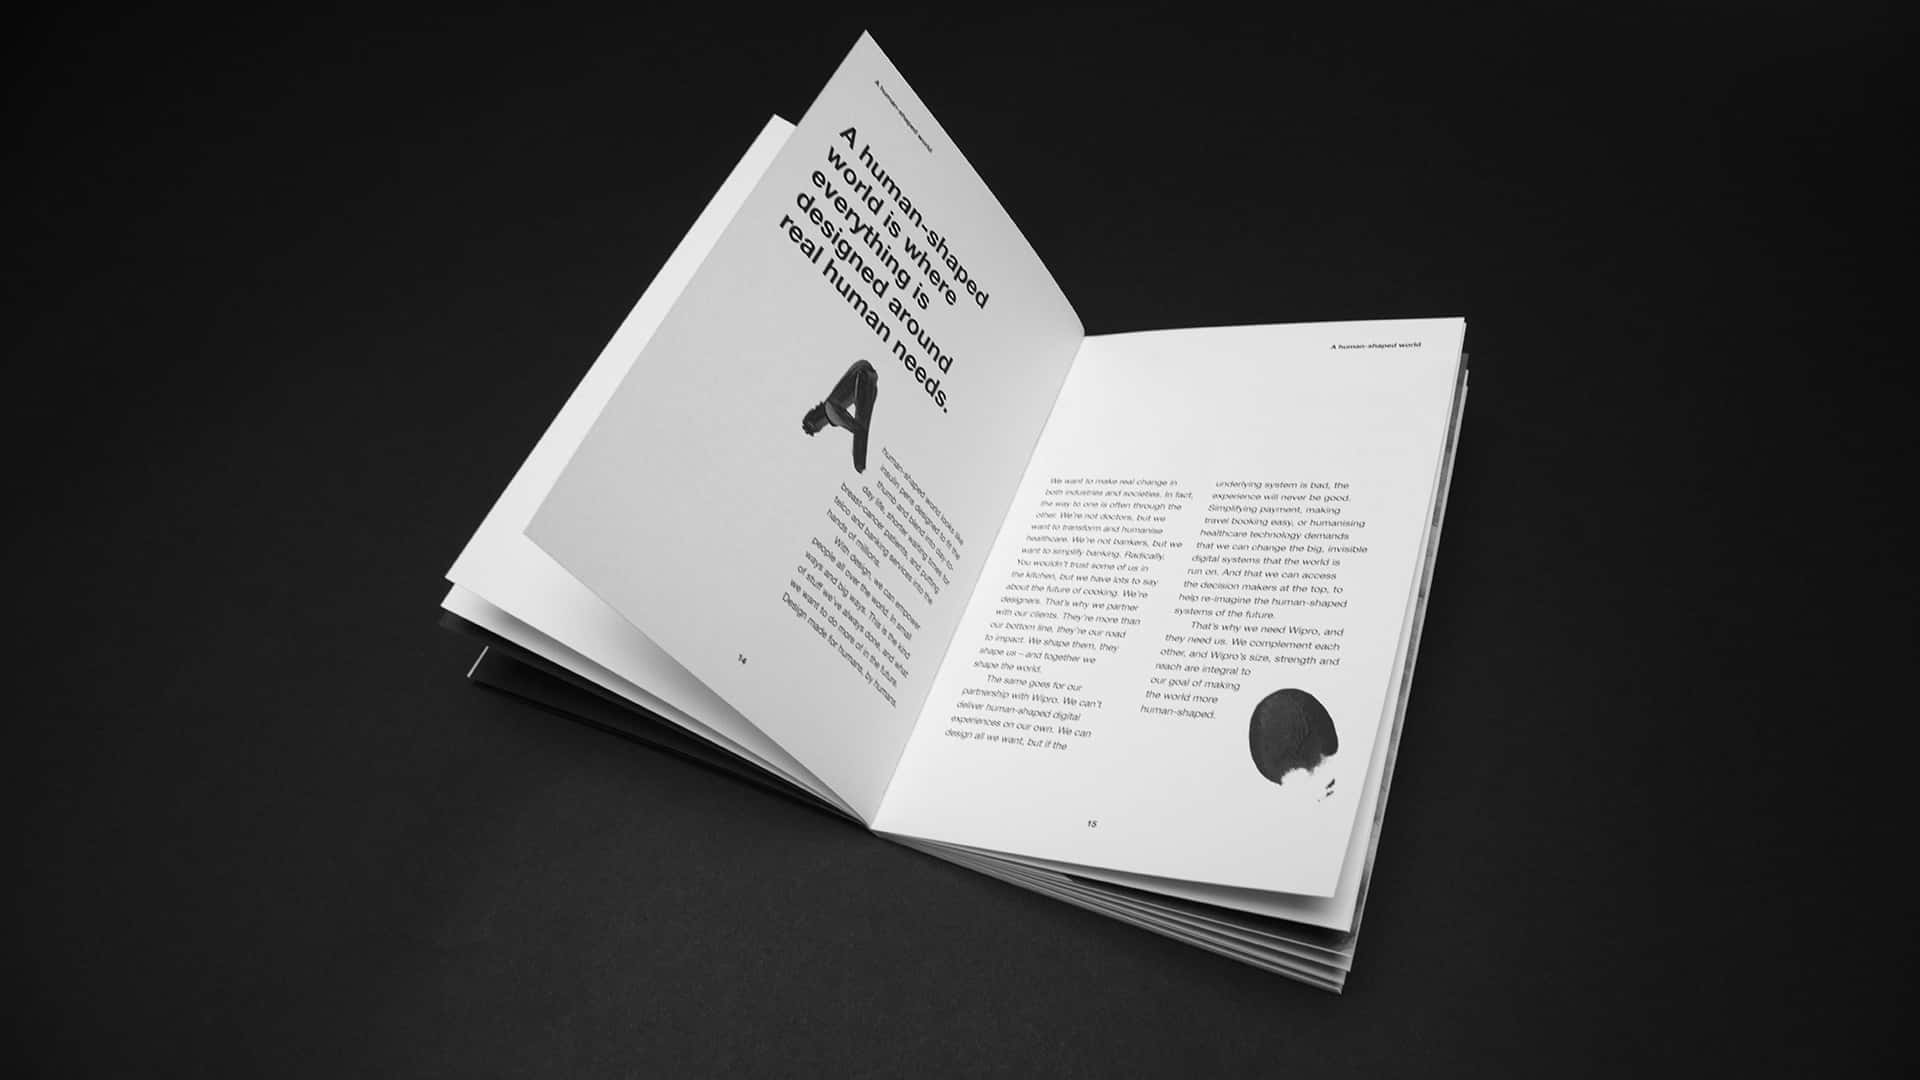 A human-shaped world
A human-shaped
world is where
everything is
designed around
real human needs.
A
human-shaped world looks like
insulin pens designed to fit the
thumb and blend into day-to-
day life, shorter waiting times for
breast-cancer patients, and putting
telco and banking services into the
hands of millions.
With design, we can empower
people all over the world. In small
ways and big ways. This is the kind
of stuff we've always done, and what
we want to do more of in the future.
Design made for humans, by humans.
14
A human-shaped world
We want to make real change in
both industries and societies. In fact,
the way to one is often through the
other. We're not doctors, but we
want to transform and humanise
healthcare. We're not bankers, but we
want to simplify banking. Radically.
You wouldn't trust some of us in
the kitchen, but we have lots to say
about the future of cooking. We're
designers. That's why we partner
with our clients. They're more than
our bottom line, they're our road
to impact. We shape them, they
shape us – and together we
shape the world.
The same goes for our
partnership with Wipro. We can't
deliver human-shaped digital
experiences on our own. We can
design all we want, but if the
underlying system is bad, the
experience will never be good.
Simplifying payment, making
travel booking easy, or humanising
healthcare technology demands
that we can change the big, invisible
digital systems that the world is
run on. And that we can access
the decision makers at the top, to
help re-imagine the human-shaped
systems of the future.
That's why we need Wipro, and
they need us. We complement each
other, and Wipro's size, strength and
reach are integral to
our goal of making
the world more
human-shaped.
15